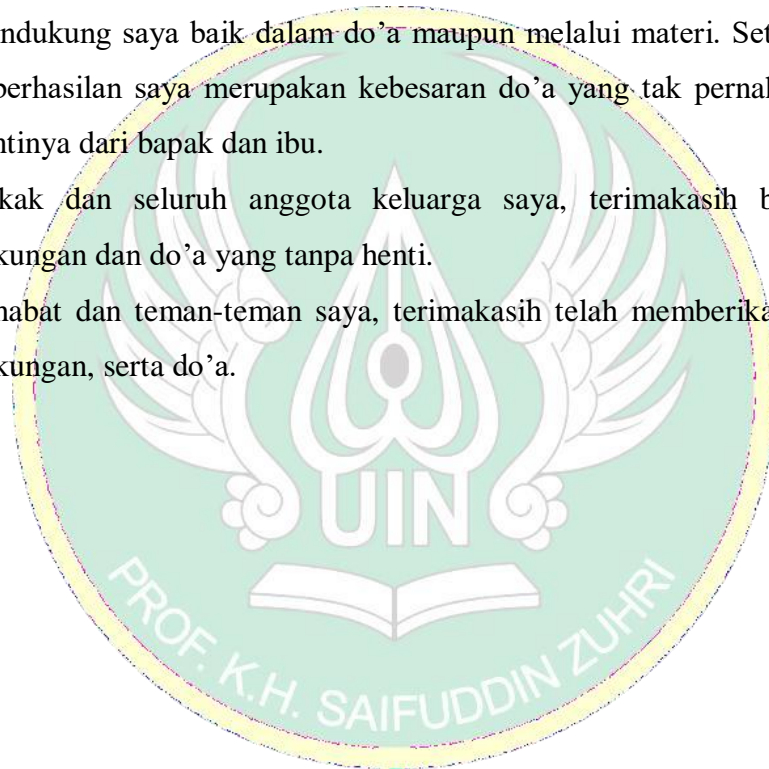 ndukung saya baik dalam do’a maupun melalui materi. Set
berhasilan saya merupakan kebesaran do’a yang tak pernal
ntinya dari bapak dan ibu.
kak dan seluruh anggota keluarga saya, terimakasih b
kungan dan do’a yang tanpa henti.
nabat dan teman-teman saya, terimakasih telah memberika
kungan, serta do’a.
UIN
PROF. K.H. SAIFUDDIN ZUHRI